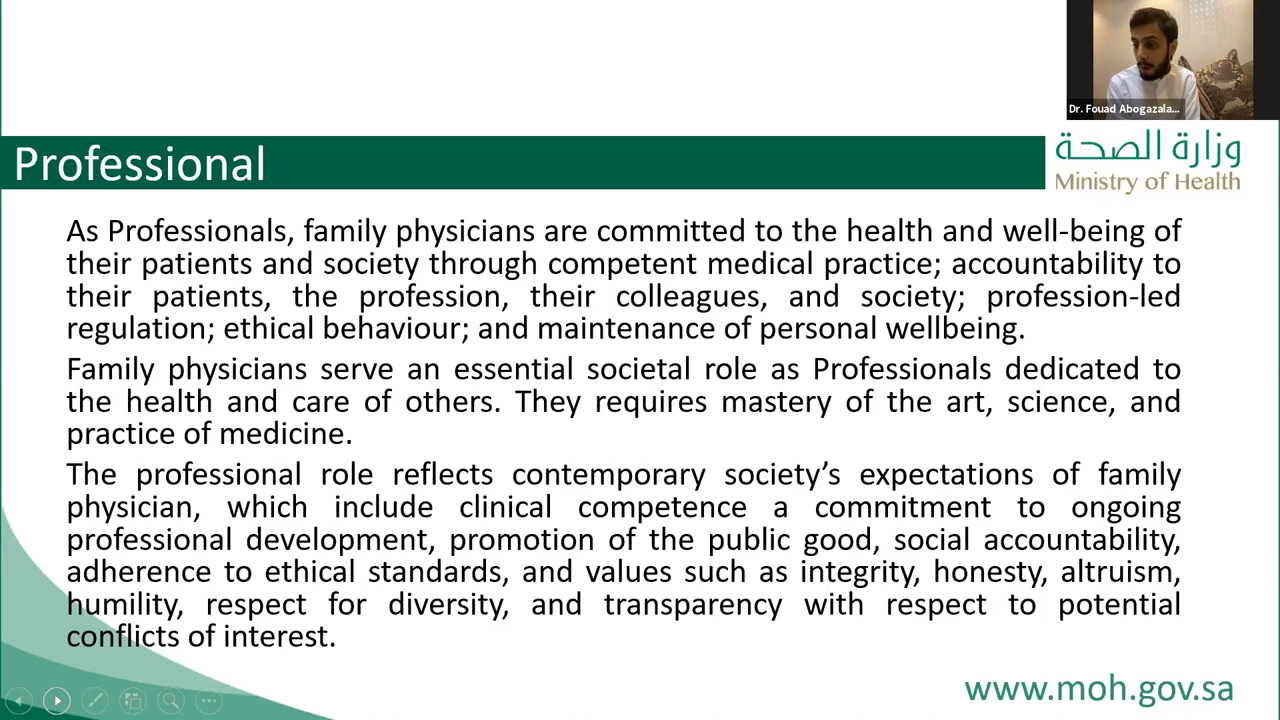 Dr. Fouad Abogazala...
وزارة الصحة
Ministry of Health
Professional
As Professionals, family physicians are committed to the health and well-being of
their patients and society through competent medical practice; accountability to
their patients, the profession, their colleagues, and society; profession-led
regulation; ethical behaviour; and maintenance of personal wellbeing.
Family physicians serve an essential societal role as Professionals dedicated to
the health and care of others. They requires mastery of the art, science, and
practice of medicine.
The professional role reflects contemporary society’s expectations of family
physician, which include clinical competence a commitment to ongoing
professional development, promotion of the public good, social accountability,
adherence to ethical standards, and values such as integrity, honesty, altruism,
humility, respect for diversity, and transparency with respect to potential
conflicts of interest.
www.moh.gov.sa